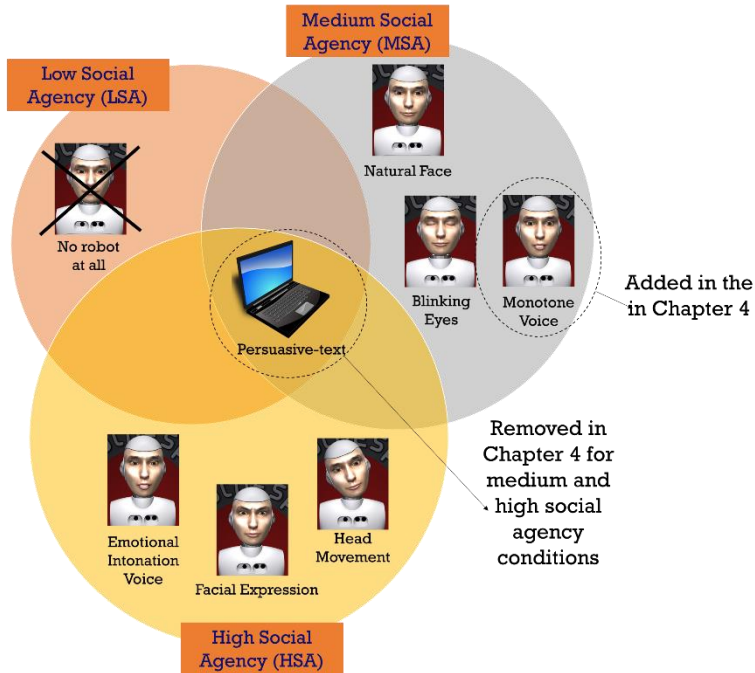 Medium Social
Agency (MSA)
Low Social
Agency (LSA)
Natural Face
No robot
at all
Blinking
Eyes
Monotone
Voice
Added in the
in Chapter 4
Persuasive-text
Removed in
Chapter 4 for
medium and
high social
agency
conditions
Emotional
Intonation
Voice
Facial Expression
Head
Movement
High Social
Agency (HSA)